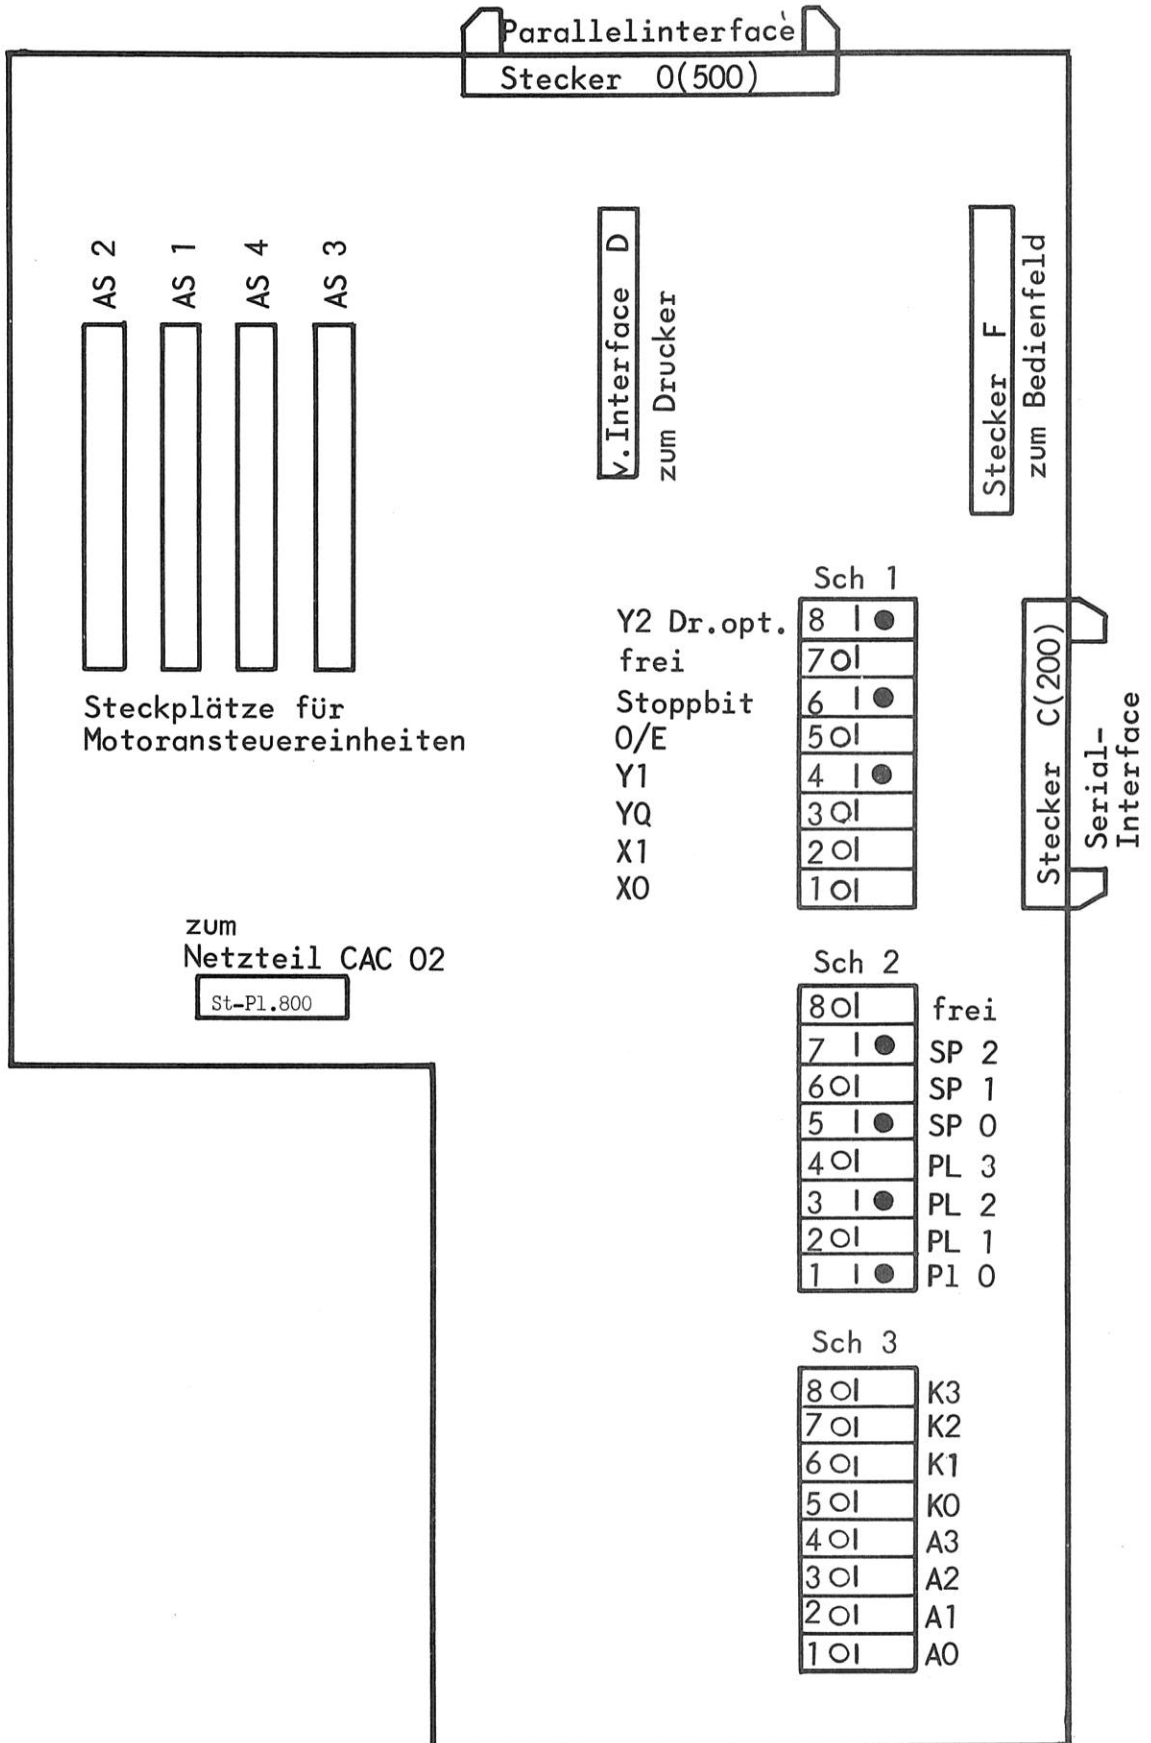 Parallelinterface
Stecker O(500)
AS 2
AS 1
AS 4
AS 3
v.Interface D
zum Drucker
Stecker F
zum Bedienfeld
Steckplätze für
Motoransteuereinheiten
Sch 1
Y2 Dr.opt. 8
frei 7
Stoppbit 6
O/E 5
Y1 4
YQ 3
X1 2
X0 1
Stecker C(200)
Serial-
Interface
zum
Netzteil CAC 02
St-Pl.800
Sch 2
8 frei
7 SP 2
6 SP 1
5 SP 0
4 PL 3
3 PL 2
2 PL 1
1 Pl 0
Sch 3
8 K3
7 K2
6 K1
5 K0
4 A3
3 A2
2 A1
1 A0